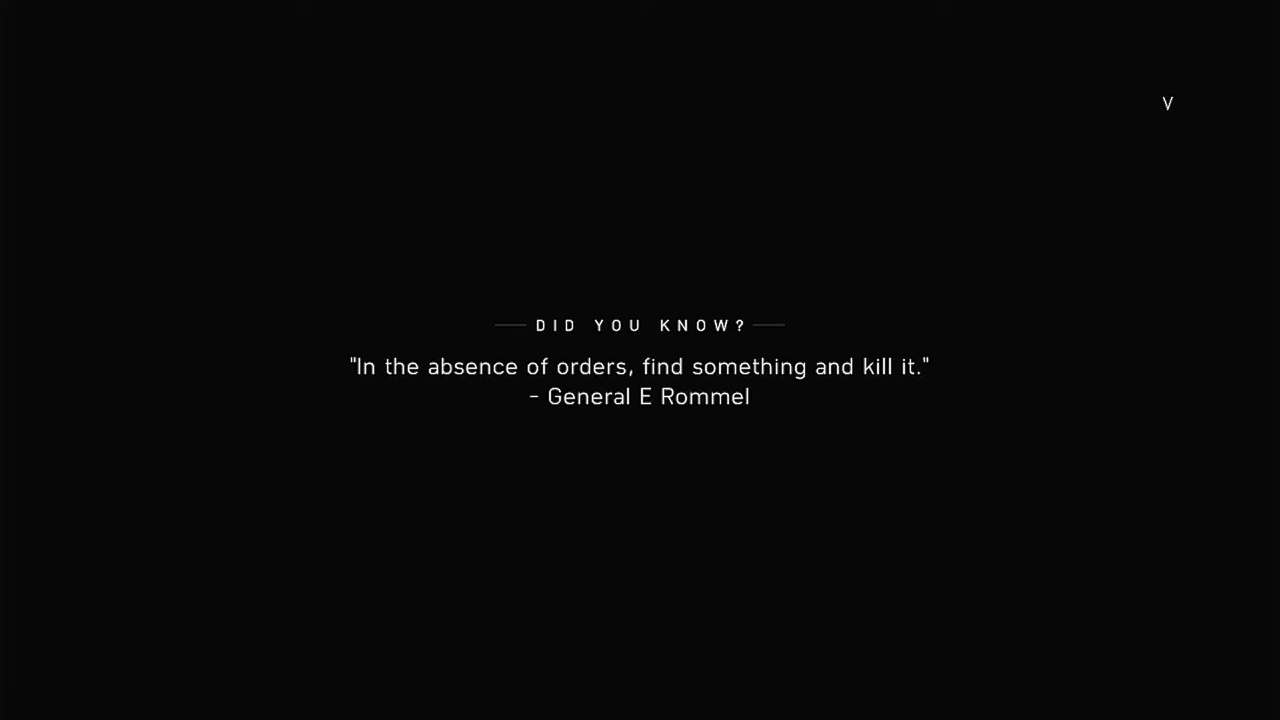 V
DID YOU KNOW?
"In the absence of orders, find something and kill it."
- General E Rommel